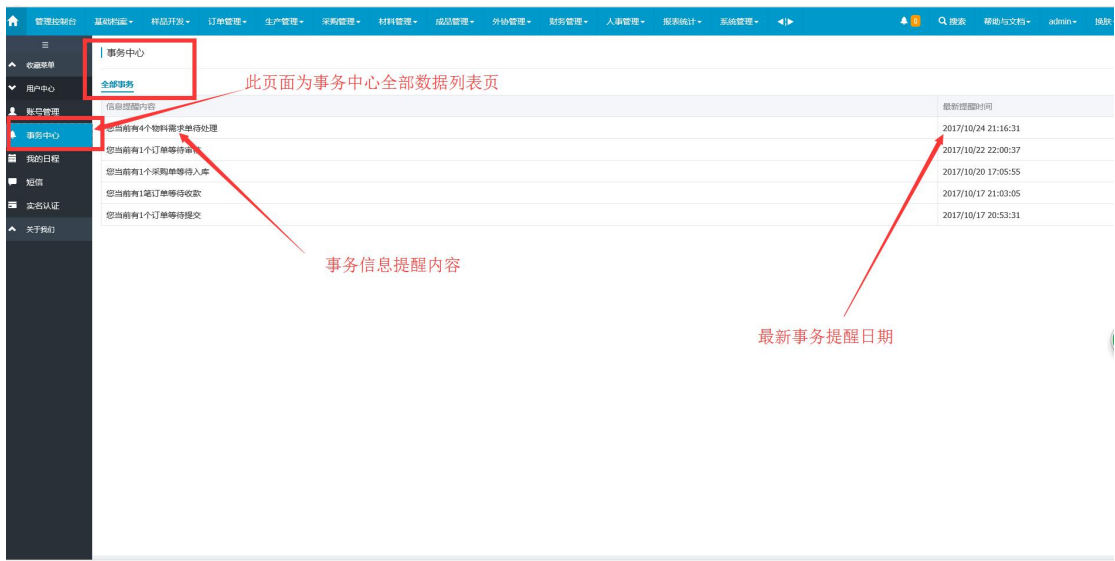 管理控制台 基础档案 样品开发 订单管理 生产管理 采购管理 材料管理 成品管理 外协管理 财务管理 人事管理 报表统计 系统管理 0 搜索 帮助与文档 admin 换肤
事务中心
收藏菜单
用户中心
账号管理
事务中心
我的日程
短信
实名认证
关于我们
全部事务
此页面为事务中心全部数据列表页
信息提醒内容 最新提醒时间
您当前有4个物料需求单待处理 2017/10/24 21:16:31
您当前有1个订单等待审核 2017/10/22 22:00:37
您当前有1个采购单等待入库 2017/10/20 17:05:55
您当前有1笔订单等待收款 2017/10/17 21:03:05
您当前有1个订单等待提交 2017/10/17 20:53:31
事务信息提醒内容
最新事务提醒日期